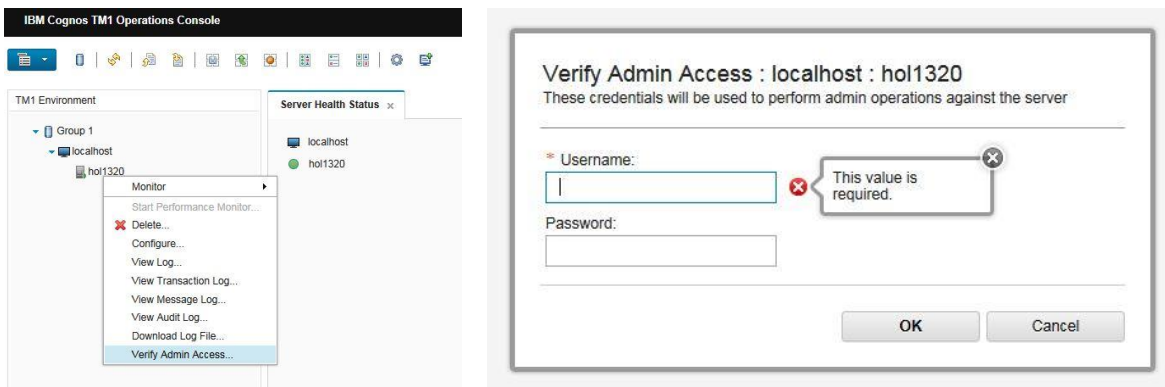 IBM Cognos TM1 Operations Console
TM1 Environment
Group 1
localhost
hol1320
Monitor
Start Performance Monitor...
Delete...
Configure...
View Log...
View Transaction Log...
View Message Log...
View Audit Log...
Download Log File...
Verify Admin Access...
Server Health Status x
localhost
hol1320
Verify Admin Access : localhost : hol1320
These credentials will be used to perform admin operations against the server
* Username:
This value is
required.
Password:
OK
Cancel